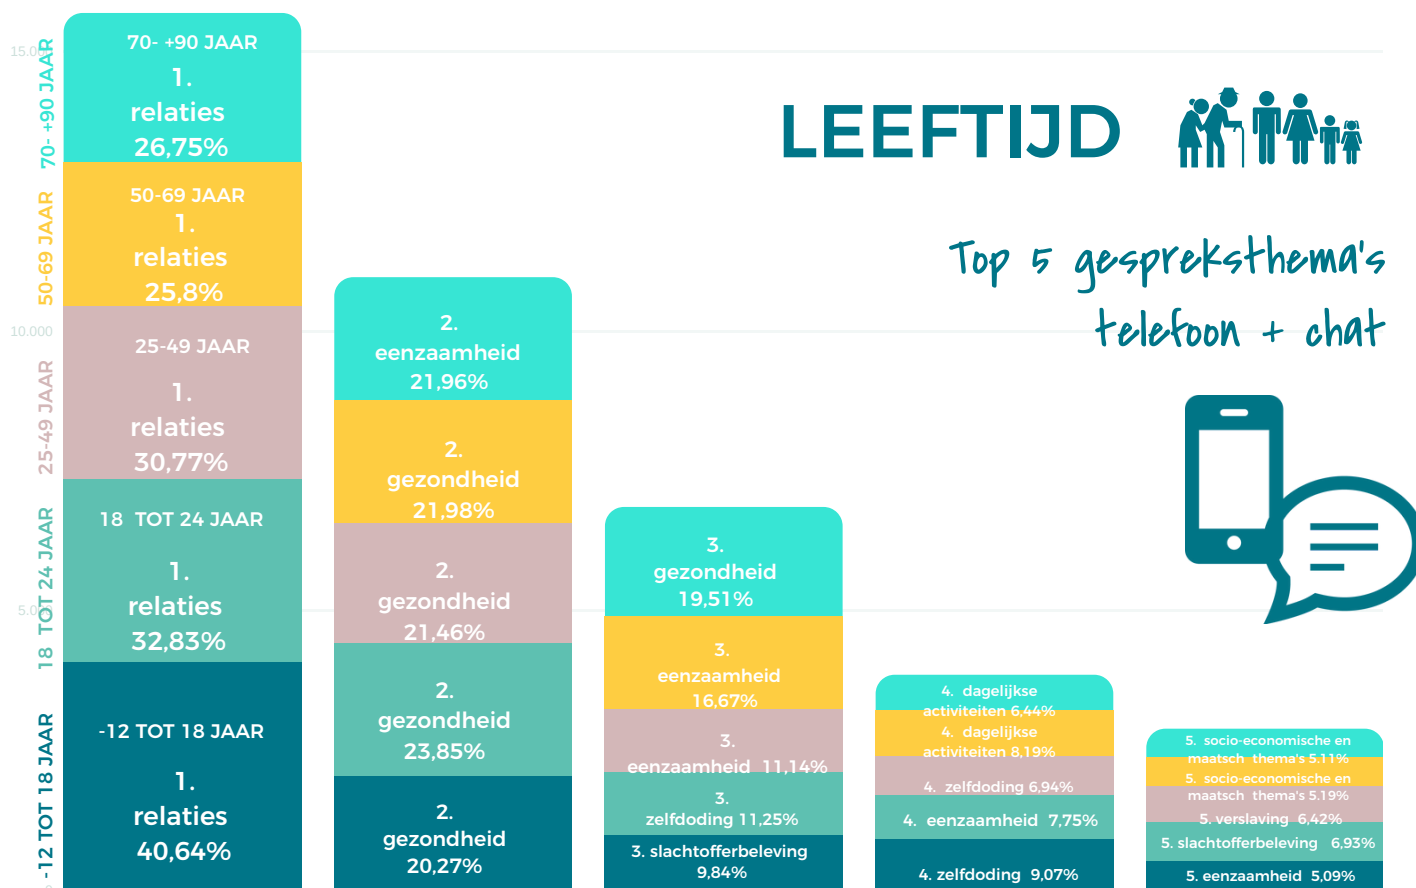 LEEFTIJD
Top 5 gespreksthema's
telefoon + chat
15.000
10.000
5.000
0
70- +90 JAAR
50-69 JAAR
25-49 JAAR
18 TOT 24 JAAR
-12 TOT 18 JAAR
70- +90 JAAR
1.
relaties
26,75%
50-69 JAAR
1.
relaties
25,8%
25-49 JAAR
1.
relaties
30,77%
18 TOT 24 JAAR
1.
relaties
32,83%
-12 TOT 18 JAAR
1.
relaties
40,64%
2.
eenzaamheid
21,96%
2.
gezondheid
21,98%
2.
gezondheid
21,46%
2.
gezondheid
23,85%
2.
gezondheid
20,27%
3.
gezondheid
19,51%
3.
eenzaamheid
16,67%
3.
eenzaamheid 11,14%
3.
zelfdoding 11,25%
3. slachtofferbeleving
9,84%
4. dagelijkse
activiteiten 6,44%
4. dagelijkse
activiteiten 8,19%
4. zelfdoding 6,94%
4. eenzaamheid 7,75%
4. zelfdoding 9,07%
5. socio-economische en
maatsch thema's 5.11%
5. socio-economische en
maatsch thema's 5.19%
5. verslaving 6,42%
5. slachtofferbeleving 6,93%
5. eenzaamheid 5,09%